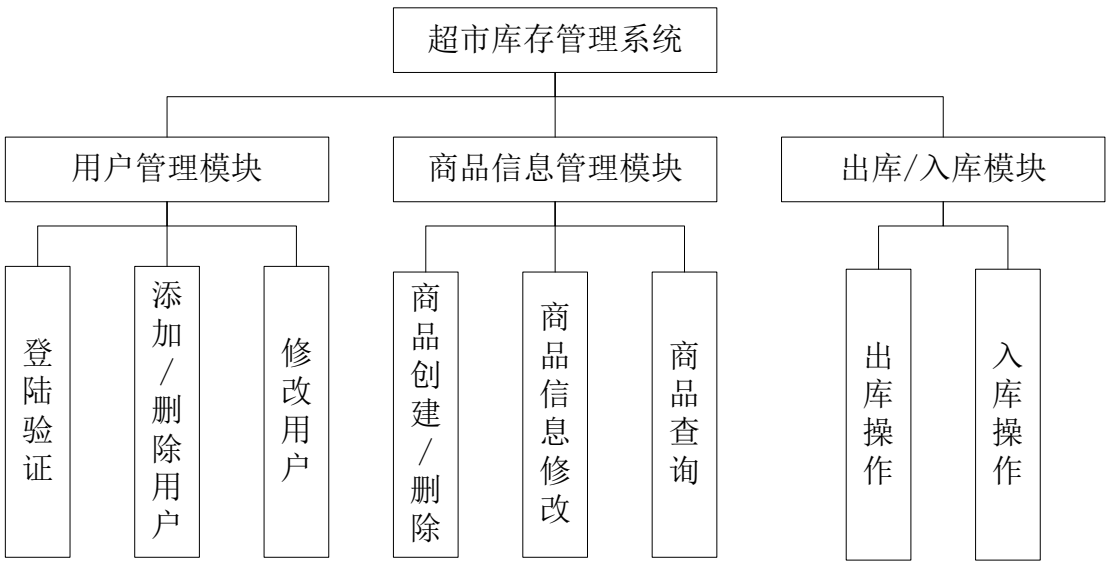 超市库存管理系统
用户管理模块
商品信息管理模块
出库/入库模块
登陆验证
添加/删除用户
修改用户
商品创建/删除
商品信息修改
商品查询
出库操作
入库操作